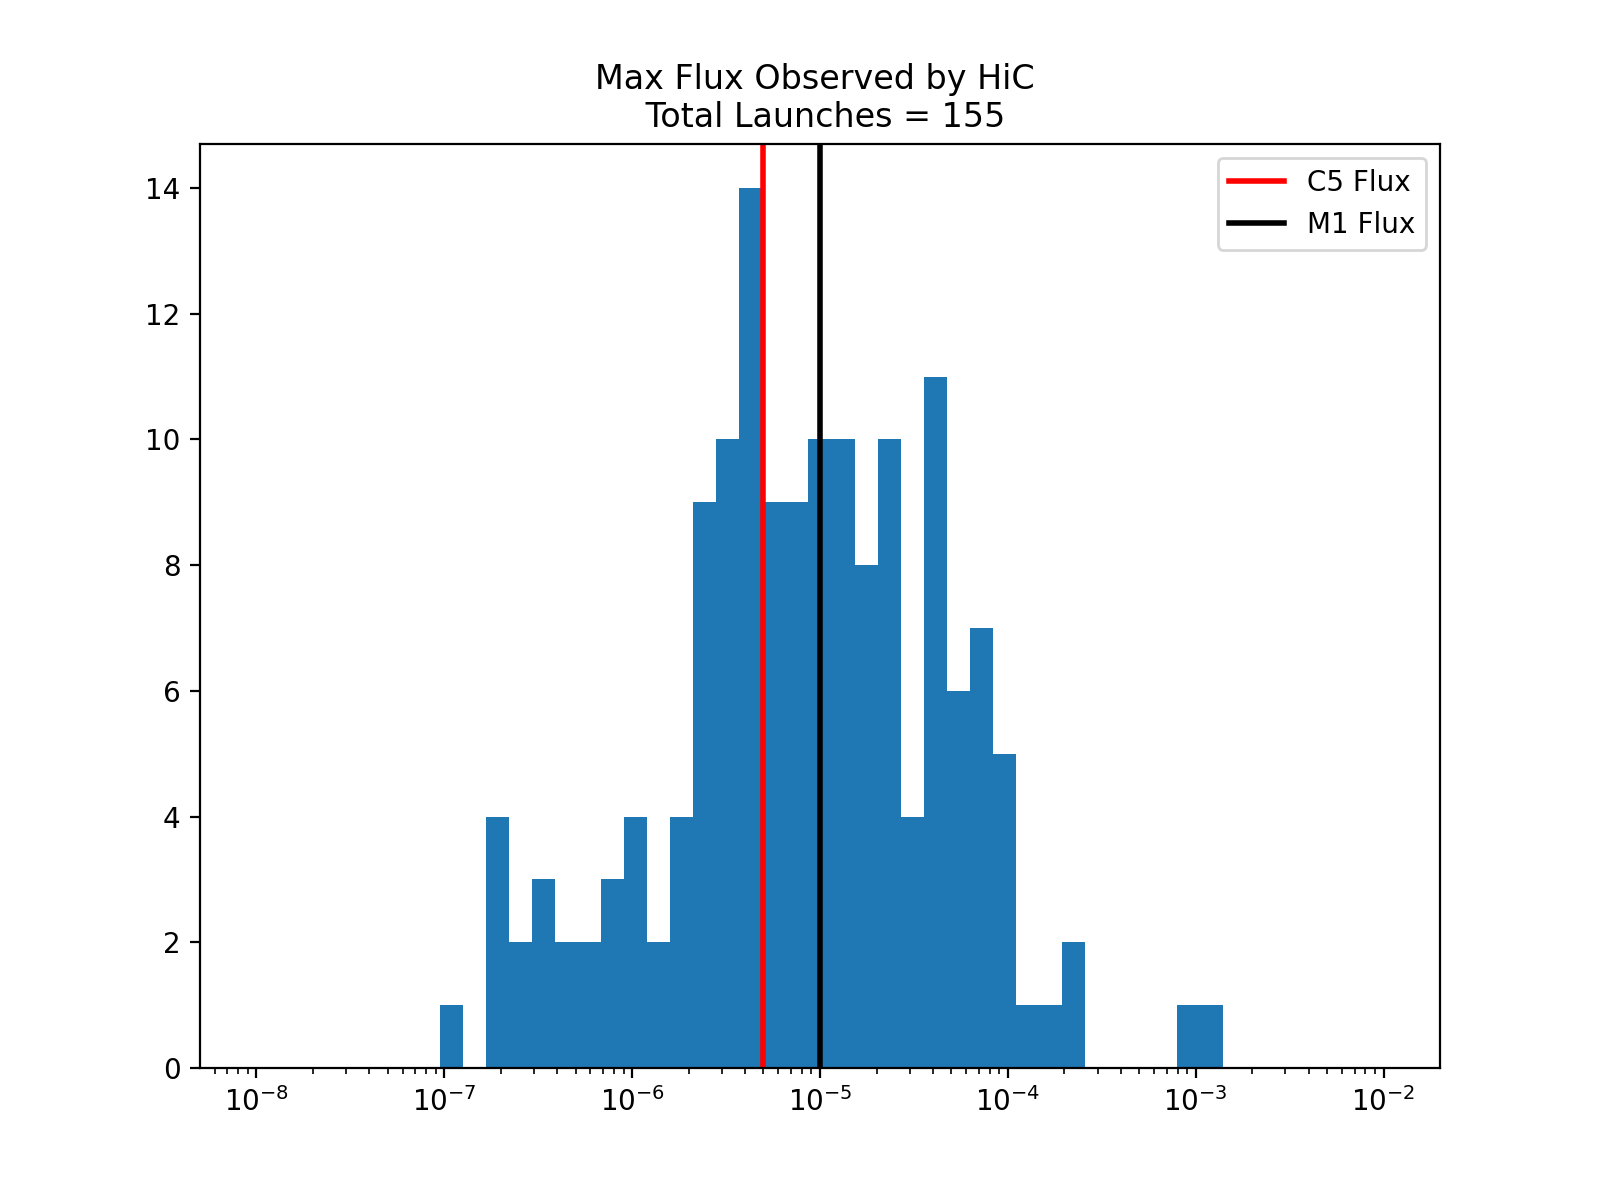 Max Flux Observed by HiC
Total Launches = 155
C5 Flux
M1 Flux
14
12
10
8
6
4
2
0
10⁻⁸ 10⁻⁷ 10⁻⁶ 10⁻⁵ 10⁻⁴ 10⁻³ 10⁻²